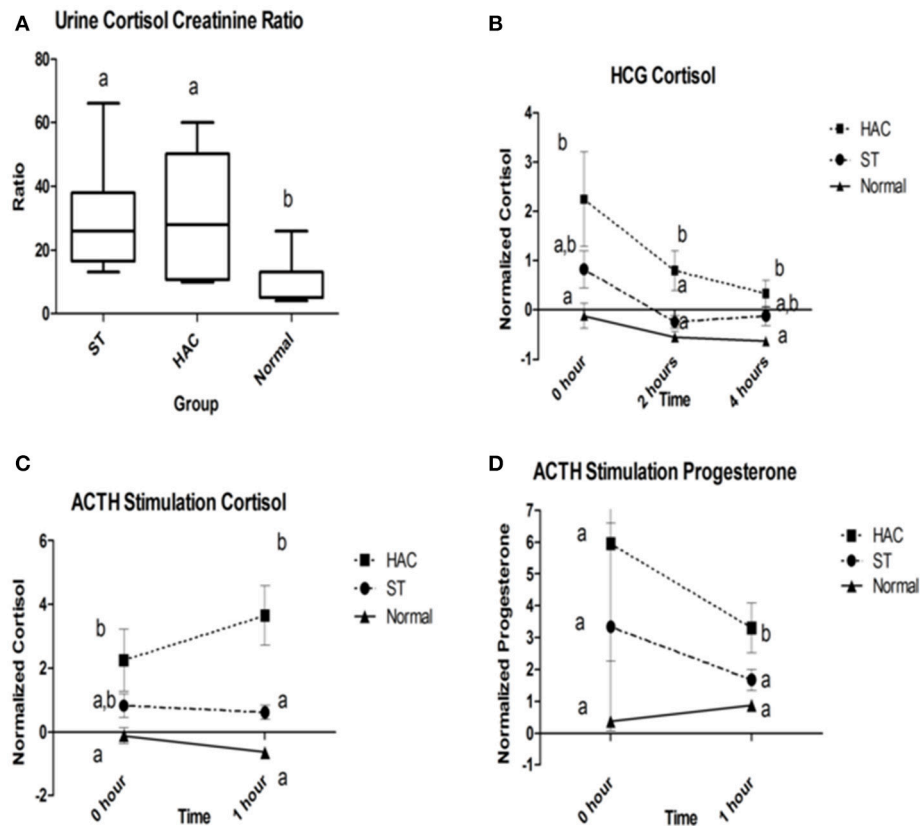 A
Urine Cortisol Creatinine Ratio
80
60
40
20
0
Ratio
a
a
b
ST
HAC
Normal
Group
B
HCG Cortisol
4
3
2
1
0
-1
Normalized Cortisol
b
a,b
a
b
a
a
b
a,b
a
0 hour
2 hours
4 hours
Time
HAC
ST
Normal
C
ACTH Stimulation Cortisol
6
4
2
0
-2
Normalized Cortisol
b
a,b
a
b
a
a
0 hour
1 hour
Time
HAC
ST
Normal
D
ACTH Stimulation Progesterone
7
6
5
4
3
2
1
0
-1
Normalized Progesterone
a
a
a
b
a
a
0 hour
1 hour
Time
HAC
ST
Normal